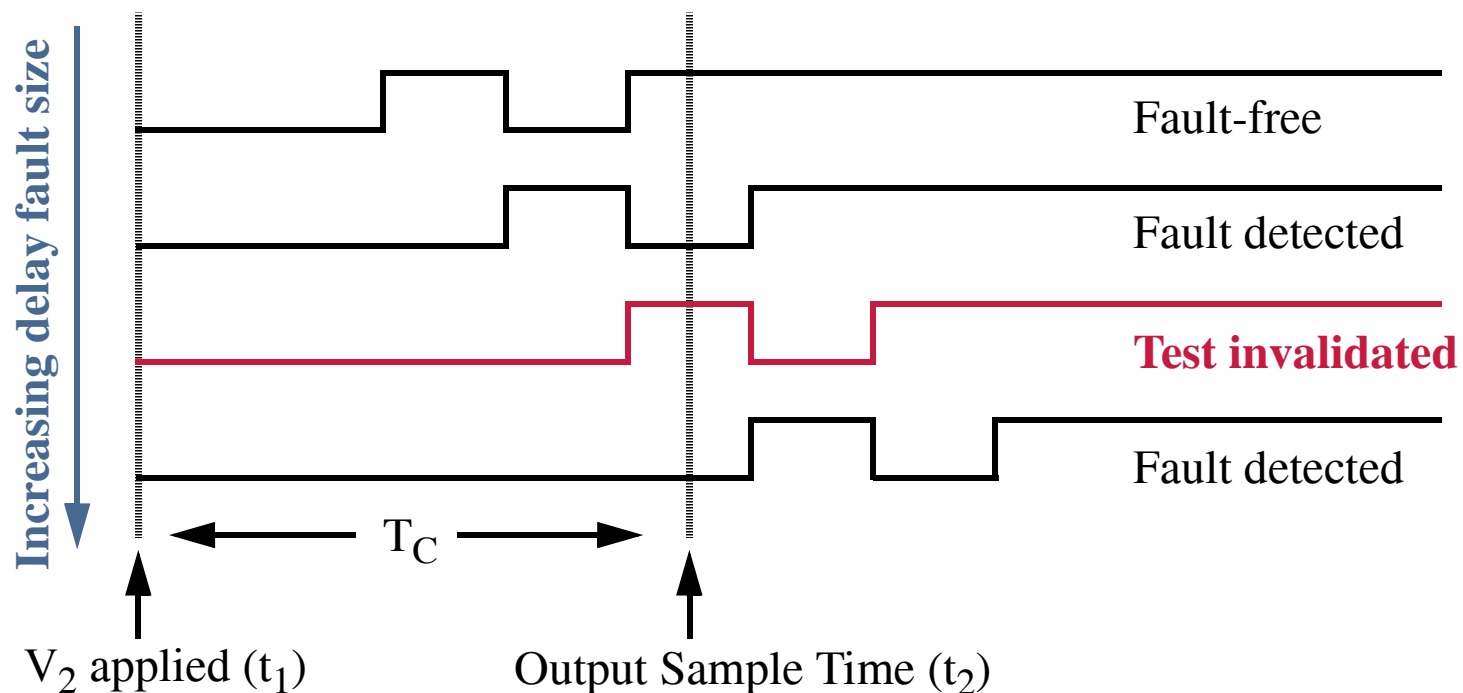 Increasing delay fault size
Fault-free
Fault detected
Test invalidated
Fault detected
T_C
V_2 applied (t_1)
Output Sample Time (t_2)